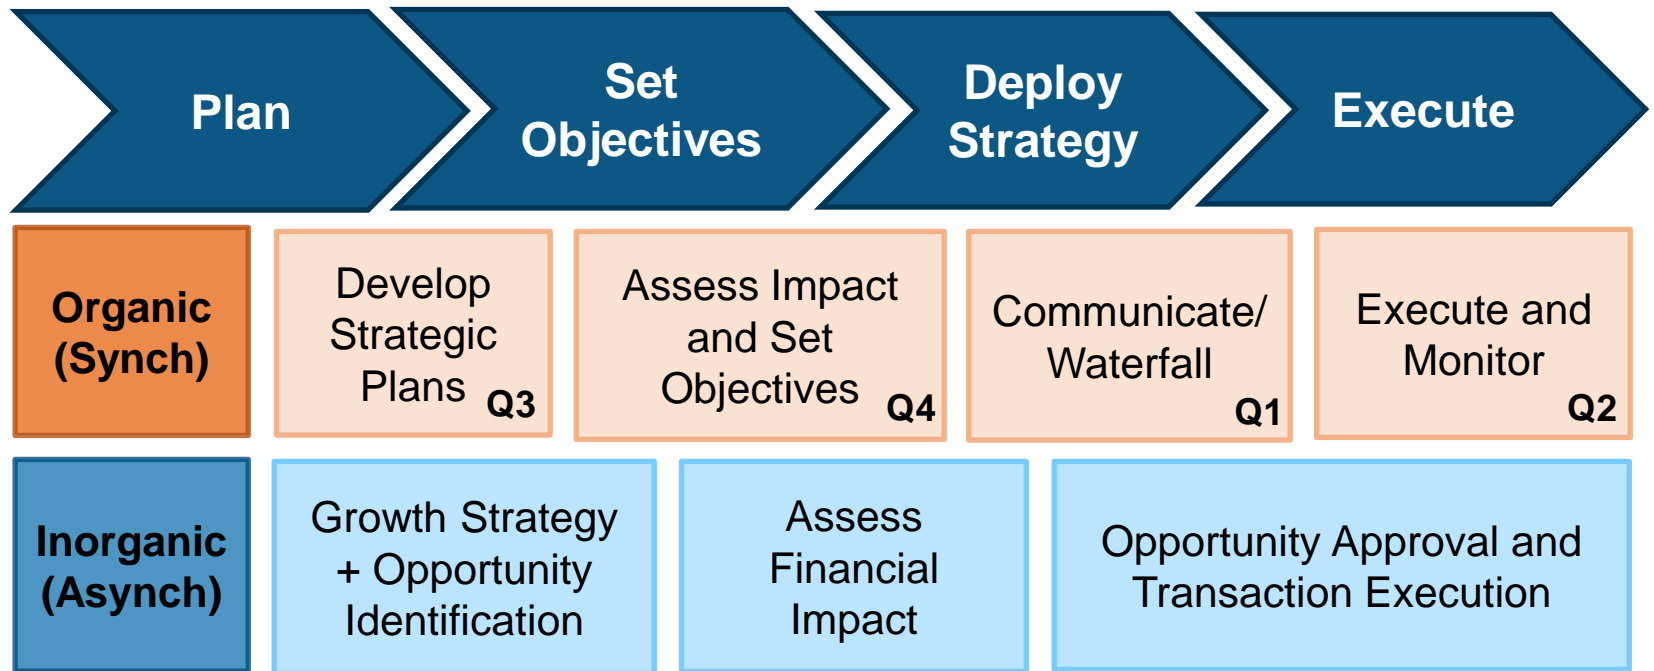 Plan
Set
Objectives
Deploy
Strategy
Execute
Organic
(Synch)
Develop
Strategic
Plans
Q3
Assess Impact
and Set
Objectives
Q4
Communicate/
Waterfall
Q1
Execute and
Monitor
Q2
Inorganic
(Asynch)
Growth Strategy
+ Opportunity
Identification
Assess
Financial
Impact
Opportunity Approval and
Transaction Execution